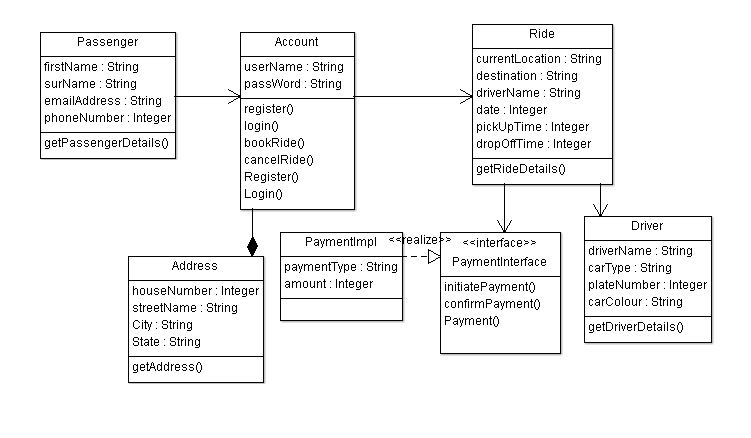 Passenger
firstName : String
surName : String
emailAddress : String
phoneNumber : Integer
getPassengerDetails()
Account
userName : String
passWord : String
register()
login()
bookRide()
cancelRide()
Register()
Login()
Ride
currentLocation : String
destination : String
driverName : String
date : Integer
pickUpTime : Integer
dropOffTime : Integer
getRideDetails()
Address
houseNumber : Integer
streetName : String
City : String
State : String
getAddress()
PaymentImpl
paymentType : String
amount : Integer
<<realize>>
<<interface>>
PaymentInterface
initiatePayment()
confirmPayment()
Payment()
Driver
driverName : String
carType : String
plateNumber : Integer
carColour : String
getDriverDetails()